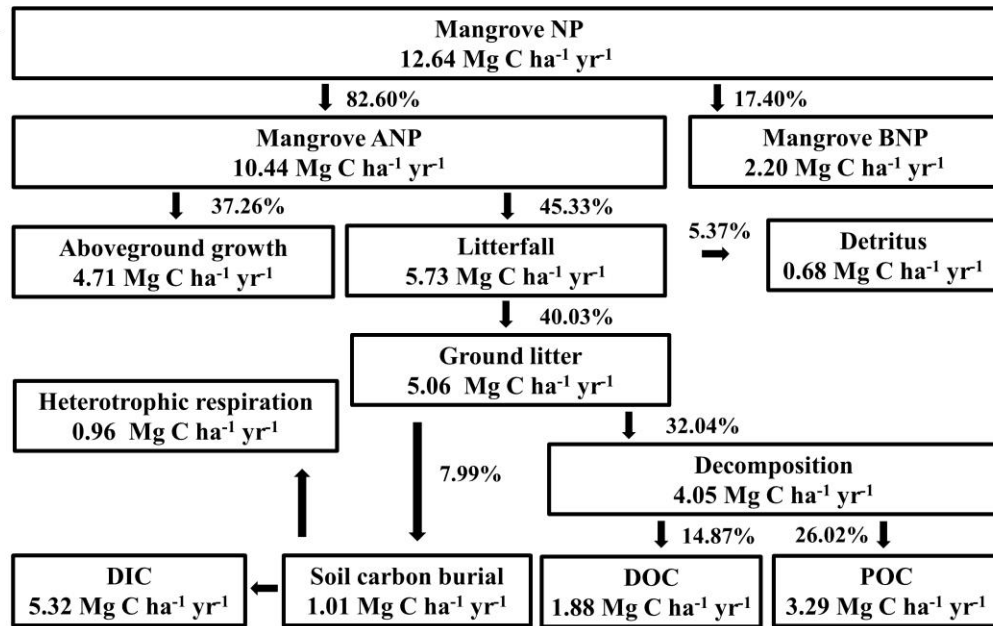 Mangrove NP
12.64 Mg C ha⁻¹ yr⁻¹
82.60%
17.40%
Mangrove ANP
10.44 Mg C ha⁻¹ yr⁻¹
Mangrove BNP
2.20 Mg C ha⁻¹ yr⁻¹
37.26%
45.33%
Aboveground growth
4.71 Mg C ha⁻¹ yr⁻¹
Litterfall
5.73 Mg C ha⁻¹ yr⁻¹
5.37%
Detritus
0.68 Mg C ha⁻¹ yr⁻¹
40.03%
Ground litter
5.06 Mg C ha⁻¹ yr⁻¹
Heterotrophic respiration
0.96 Mg C ha⁻¹ yr⁻¹
32.04%
7.99%
Decomposition
4.05 Mg C ha⁻¹ yr⁻¹
14.87%
26.02%
DIC
5.32 Mg C ha⁻¹ yr⁻¹
Soil carbon burial
1.01 Mg C ha⁻¹ yr⁻¹
DOC
1.88 Mg C ha⁻¹ yr⁻¹
POC
3.29 Mg C ha⁻¹ yr⁻¹